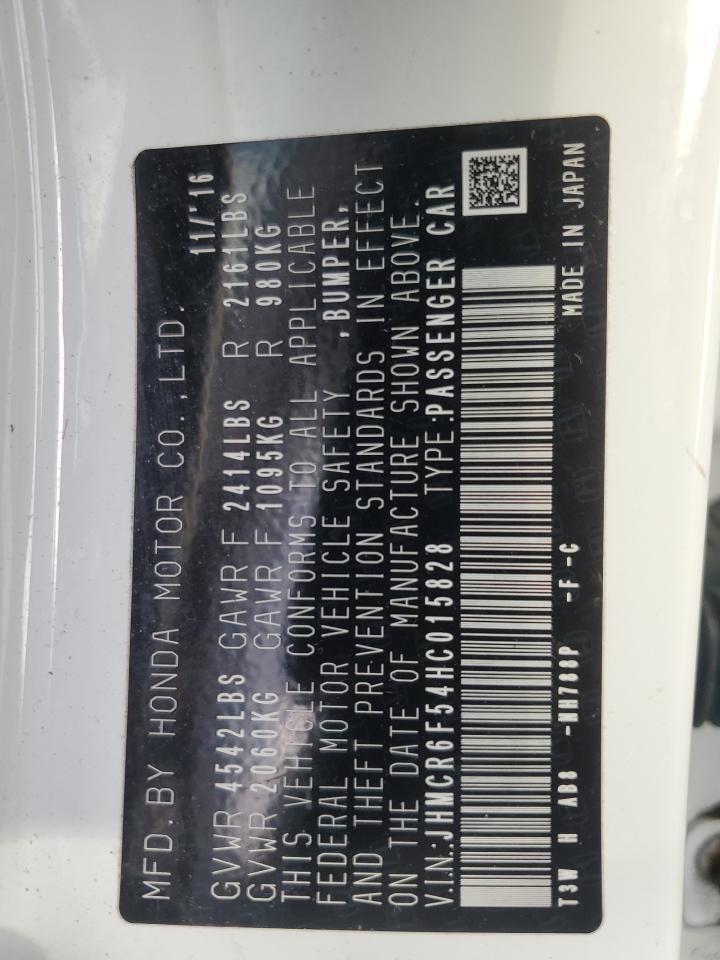 MFD. BY HONDA MOTOR CO., LTD. 11/'16
GVWR 4542LBS GAWR F 2414LBS R 2161LBS
GVWR 2060KG GAWR F 1095KG R 980KG
THIS VEHICLE CONFORMS TO ALL APPLICABLE
FEDERAL MOTOR VEHICLE SAFETY ,BUMPER,
AND THEFT PREVENTION STANDARDS IN EFFECT
ON THE DATE OF MANUFACTURE SHOWN ABOVE.
V.I.N.:JHMCR6F54HC015828 TYPE:PASSENGER CAR
T3W H AB8 -NH788P -F-C MADE IN JAPAN